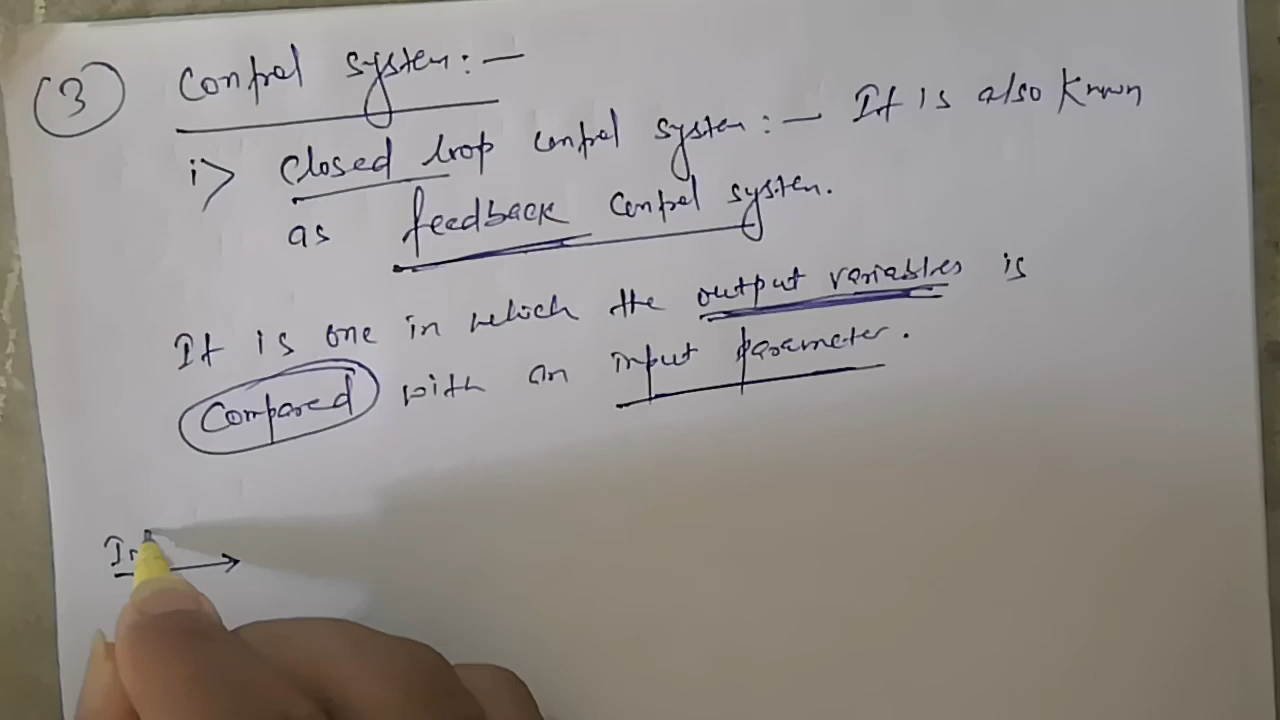 (3) Control system : —
i> Closed loop control system : — It is also known
as feedback control system.
It is one in which the output variables is
Compared with an input parameter.
In